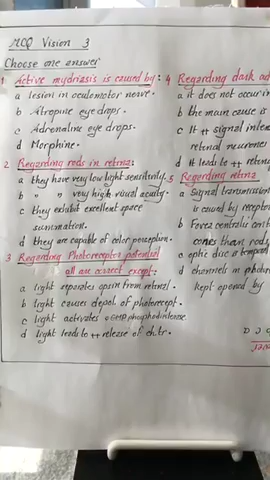 MCQ Vision 3
Choose one answer
1 Active mydriasis is caused by:
a lesion in oculomotor nerve.
b Atropine eye drops.
c Adrenaline eye drops.
d Morphine.
2 Regarding rods in retina:
a they have very low light sensitivity.
b " " very high visual acuity.
c they exhibit excellent space
summation.
d they are capable of color perception.
3 Regarding Photoreceptor potential
all are correct except:
a light separates opsin from retinal.
b light causes depol. of photorecept.
c light activates cGMP phosphodiesterase
d light leads to ++ release of ch.tr.
4 Regarding dark ad
a it does not occur in
b the main cause is
c It ++ signal inte
retinal neurones
d it lead to ++ retin
5 Regarding retina
a Signal transmission
is caused by receptor
b Fovea centralis cont
cones than rods,
c optic disc is tempral
d channels in photor
kept opened by